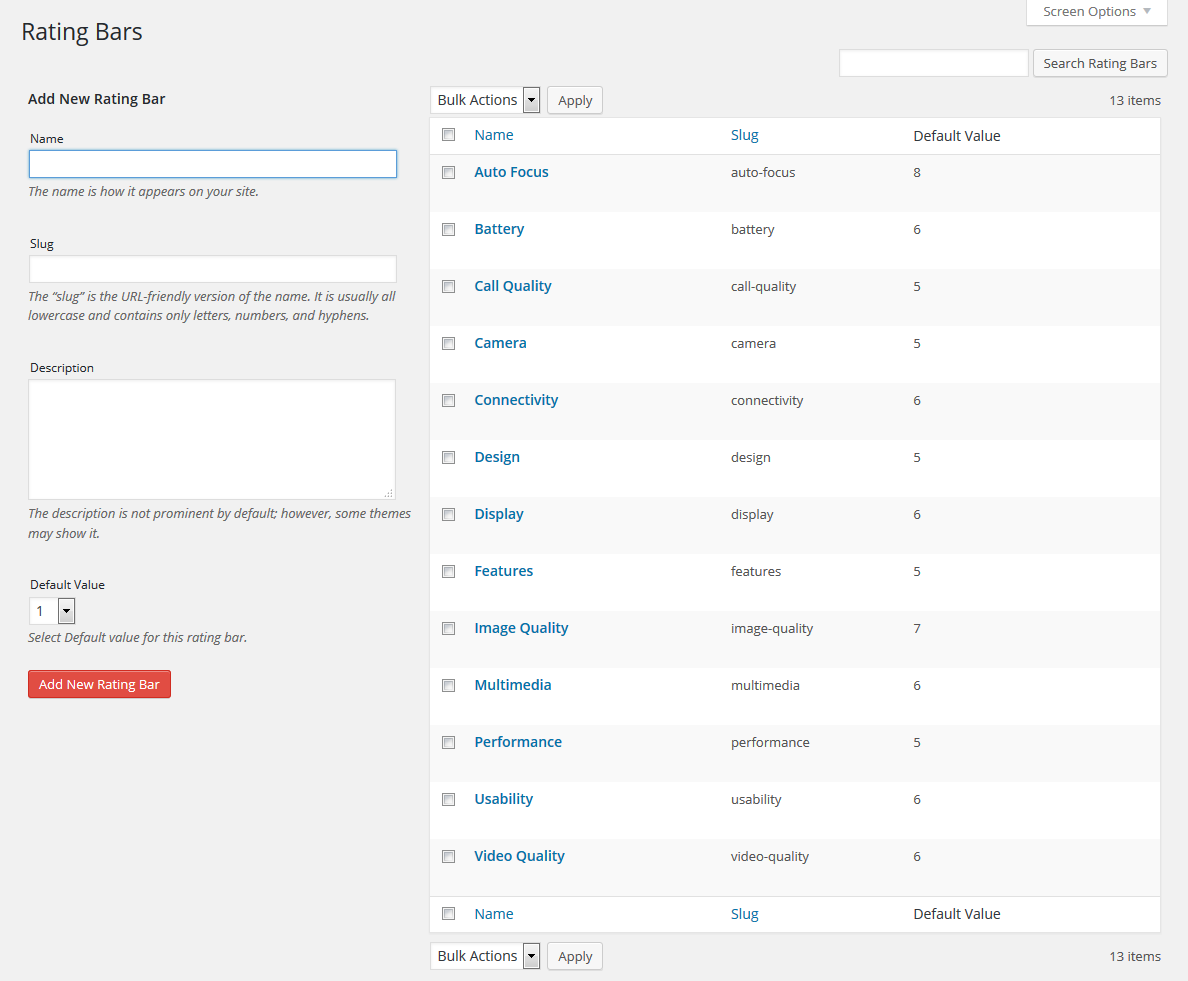 Screen Options
Rating Bars
Search Rating Bars
Add New Rating Bar
Name
The name is how it appears on your site.
Slug
The “slug” is the URL-friendly version of the name. It is usually all
lowercase and contains only letters, numbers, and hyphens.
Description
The description is not prominent by default; however, some themes
may show it.
Default Value
1
Select Default value for this rating bar.
Add New Rating Bar
Bulk Actions Apply 13 items
Name Slug Default Value
Auto Focus auto-focus 8
Battery battery 6
Call Quality call-quality 5
Camera camera 5
Connectivity connectivity 6
Design design 5
Display display 6
Features features 5
Image Quality image-quality 7
Multimedia multimedia 6
Performance performance 5
Usability usability 6
Video Quality video-quality 6
Name Slug Default Value
Bulk Actions Apply 13 items